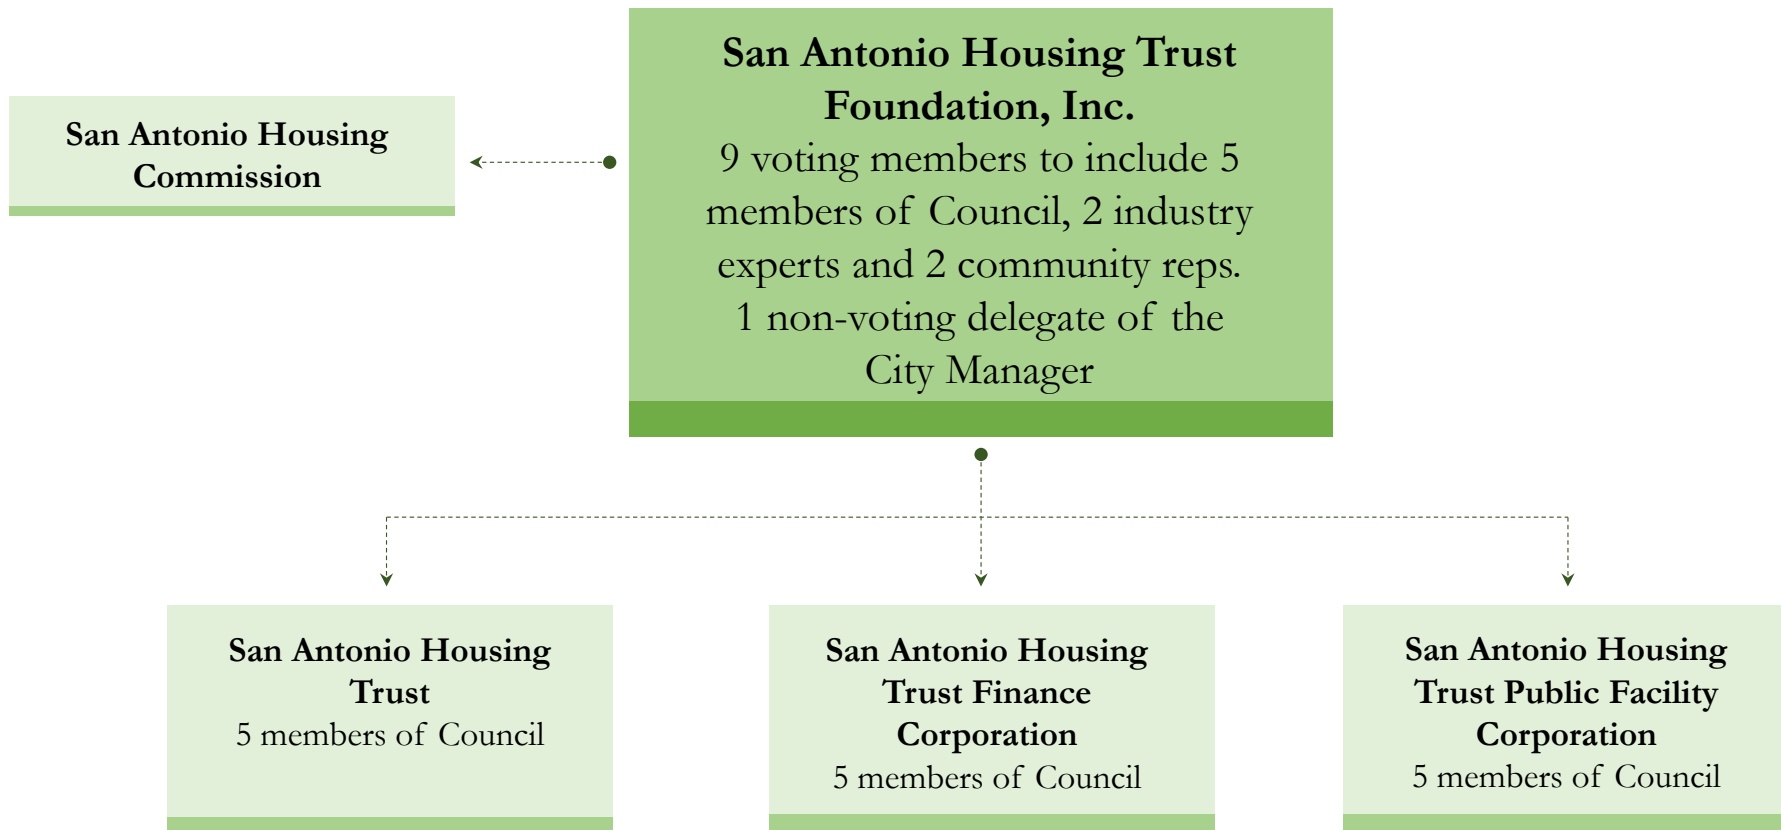 San Antonio Housing Trust
Foundation, Inc.
9 voting members to include 5
members of Council, 2 industry
experts and 2 community reps.
1 non-voting delegate of the
City Manager
San Antonio Housing
Commission
San Antonio Housing
Trust
5 members of Council
San Antonio Housing
Trust Finance
Corporation
5 members of Council
San Antonio Housing
Trust Public Facility
Corporation
5 members of Council